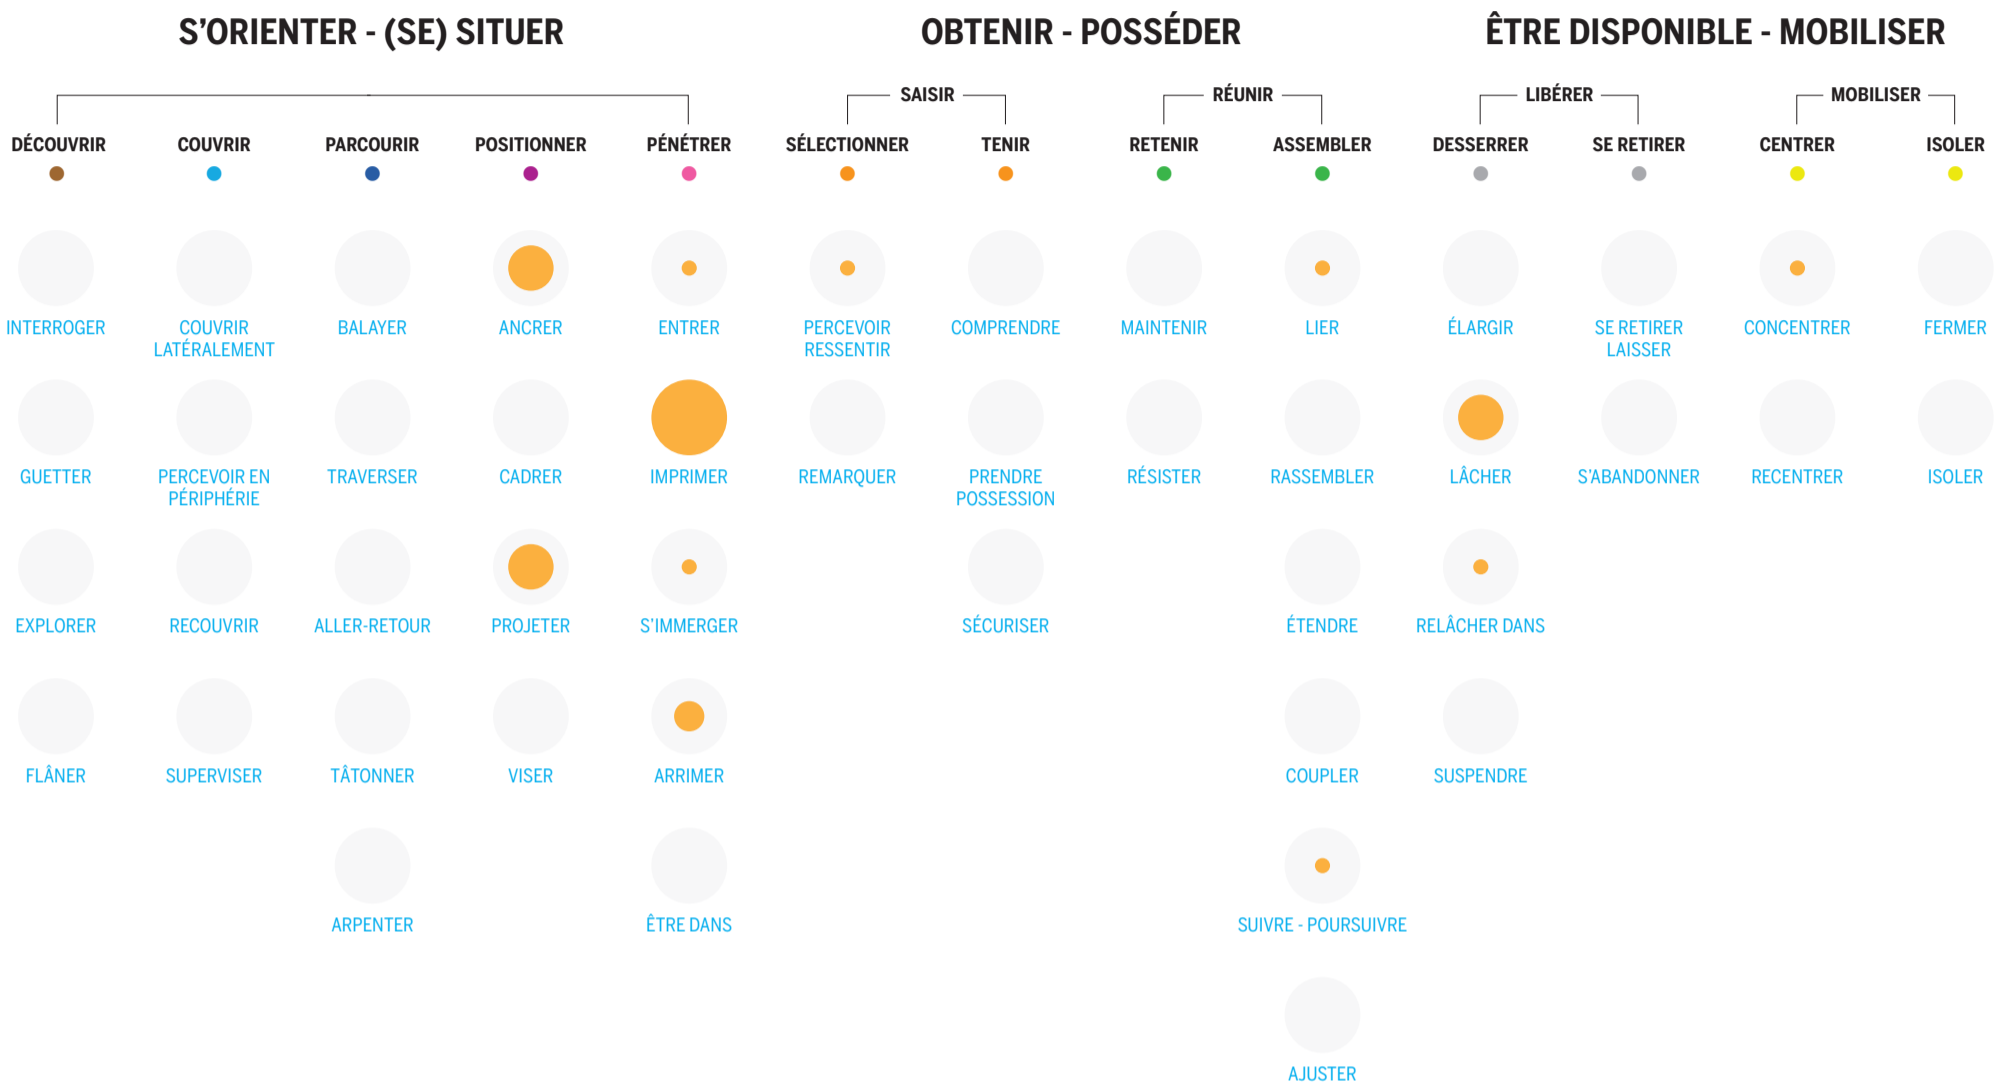 S’ORIENTER - (SE) SITUER
OBTENIR - POSSÉDER
ÊTRE DISPONIBLE - MOBILISER
SAISIR
RÉUNIR
LIBÉRER
MOBILISER
DÉCOUVRIR
COUVRIR
PARCOURIR
POSITIONNER
PÉNÉTRER
SÉLECTIONNER
TENIR
RETENIR
ASSEMBLER
DESSERRER
SE RETIRER
CENTRER
ISOLER
INTERROGER
COUVRIR
LATÉRALEMENT
BALAYER
ANCRER
ENTRER
PERCEVOIR
RESSENTIR
COMPRENDRE
MAINTENIR
LIER
ÉLARGIR
SE RETIRER
LAISSER
CONCENTRER
FERMER
GUETTER
PERCEVOIR EN
PÉRIPHÉRIE
TRAVERSER
CADRER
IMPRIMER
REMARQUER
PRENDRE
POSSESSION
RÉSISTER
RASSEMBLER
LÂCHER
S’ABANDONNER
RECENTRER
ISOLER
EXPLORER
RECOUVRIR
ALLER-RETOUR
PROJETER
S’IMMERGER
SÉCURISER
ÉTENDRE
RELÂCHER DANS
FLÂNER
SUPERVISER
TÂTONNER
VISER
ARRIMER
COUPLER
SUSPENDRE
ARPENTER
ÊTRE DANS
SUIVRE - POURSUIVRE
AJUSTER